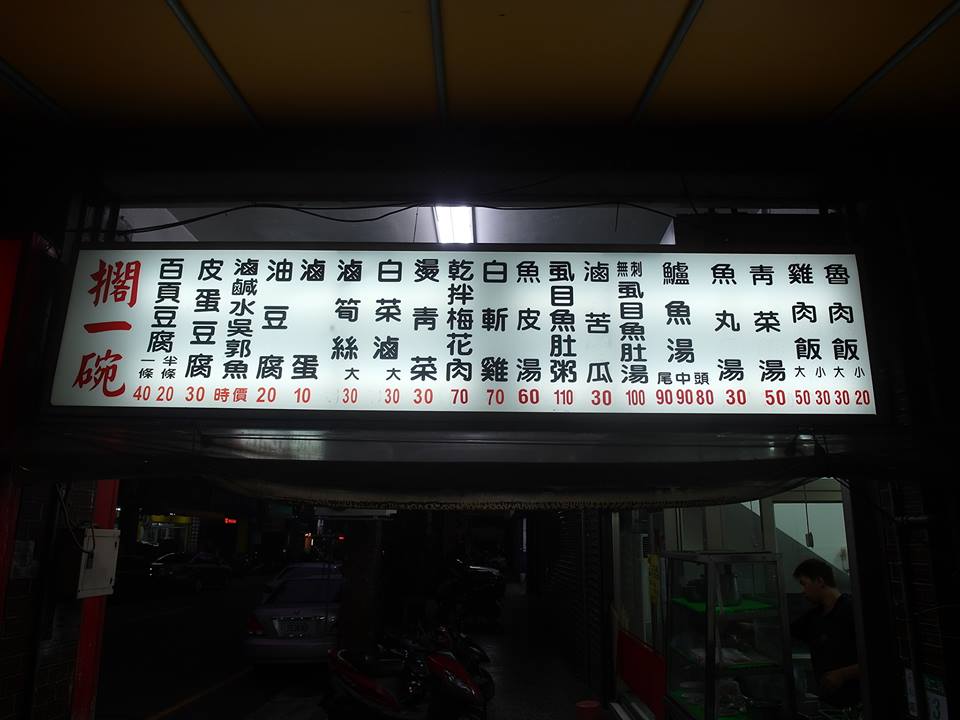 魯肉飯 大 小 30 20
雞肉飯 大 小 50 30
青菜湯 50
魚丸湯 30
鱸魚湯 尾 中 頭 90 90 80
無刺虱目魚肚湯 100
滷苦瓜 30
虱目魚肚粥 110
魚皮湯 60
白斬雞 70
乾拌梅花肉 70
燙青菜 30
白菜滷 大 30
滷筍絲 大 30
滷蛋 10
油豆腐 20
滷鹹水吳郭魚 時價
皮蛋豆腐 30
百頁豆腐 一條 半條 40 20
擱一碗